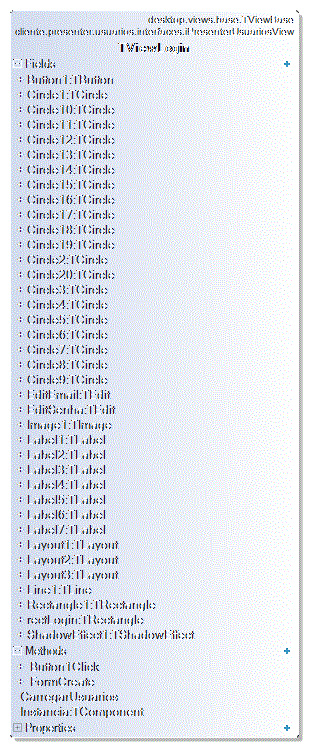 desktop.views.base.TViewBase
cliente.presenter.usuarios.interfaces.iPresenterUsuariosView
TViewLogin
Fields
Button1:TButton
Circle1:TCircle
Circle10:TCircle
Circle11:TCircle
Circle12:TCircle
Circle13:TCircle
Circle14:TCircle
Circle15:TCircle
Circle16:TCircle
Circle17:TCircle
Circle18:TCircle
Circle19:TCircle
Circle2:TCircle
Circle20:TCircle
Circle3:TCircle
Circle4:TCircle
Circle5:TCircle
Circle6:TCircle
Circle7:TCircle
Circle8:TCircle
Circle9:TCircle
EditEmail:TEdit
EditSenha:TEdit
Image1:TImage
Label1:TLabel
Label2:TLabel
Label3:TLabel
Label4:TLabel
Label5:TLabel
Label6:TLabel
Label7:TLabel
Layout1:TLayout
Layout2:TLayout
Layout3:TLayout
Line1:TLine
Rectangle1:TRectangle
rectLogin:TRectangle
ShadowEffect1:TShadowEffect
Methods
Button1Click
FormCreate
CarregarUsuarios
Instancia:TComponent
Properties